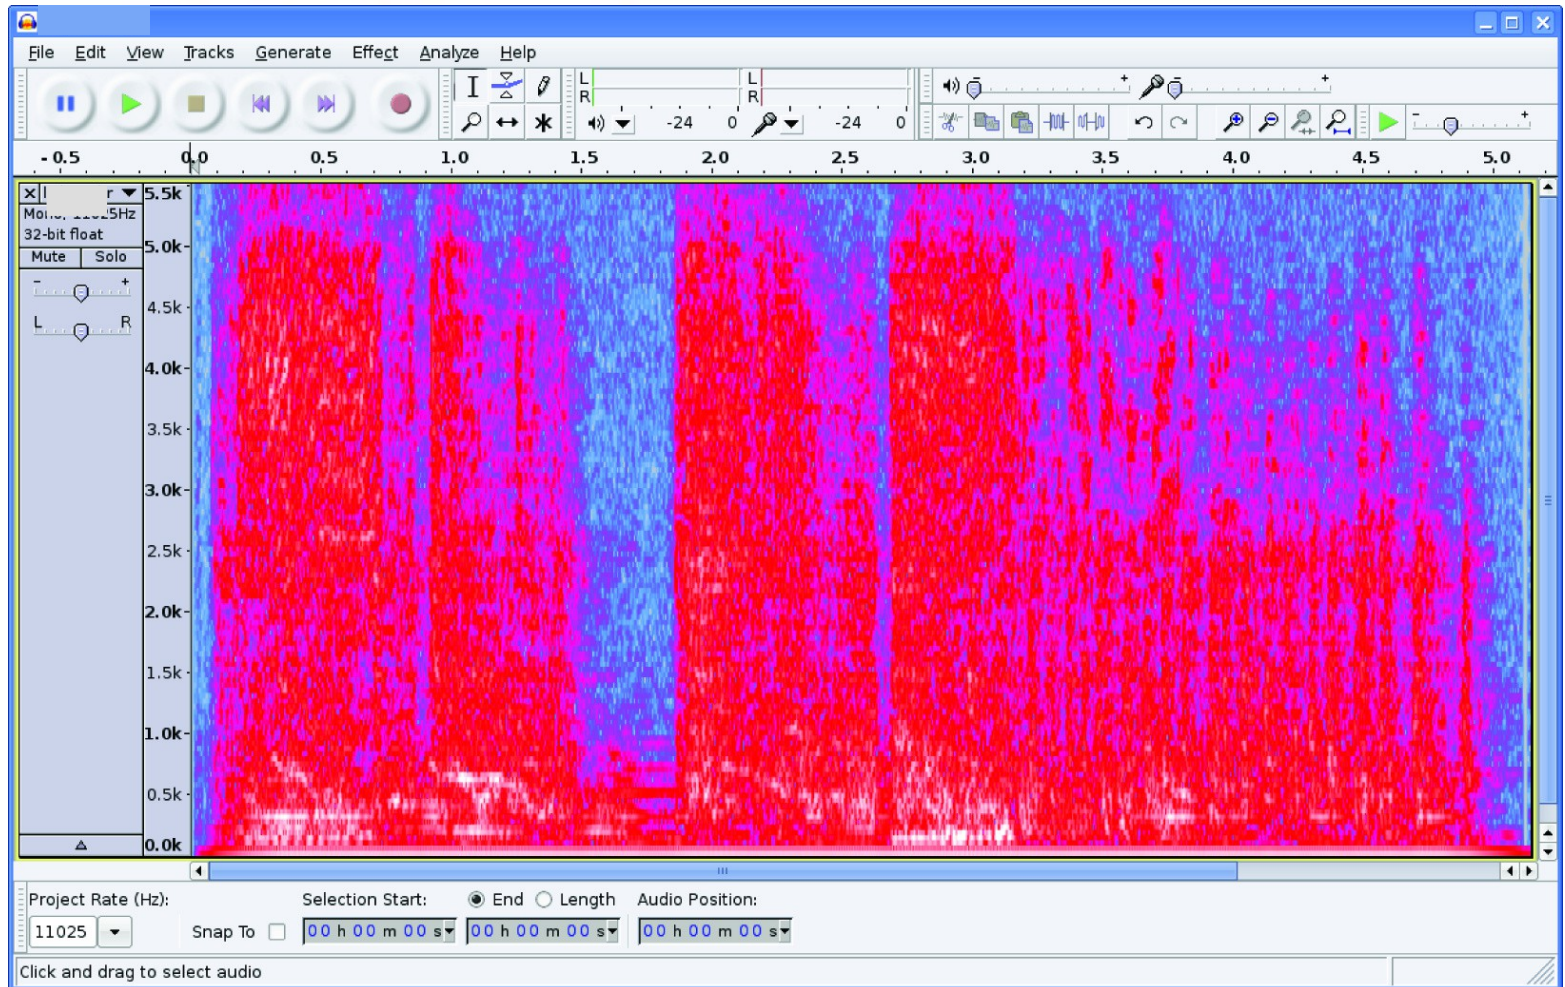 File Edit View Tracks Generate Effect Analyze Help
L
R
-24 0
L
R
-24 0
- +
- +
- +
-0.5 0.0 0.5 1.0 1.5 2.0 2.5 3.0 3.5 4.0 4.5 5.0
Mono, 11025Hz
32-bit float
Mute Solo
- +
L R
5.5k
5.0k
4.5k
4.0k
3.5k
3.0k
2.5k
2.0k
1.5k
1.0k
0.5k
0.0k
Project Rate (Hz): Selection Start: End Length Audio Position:
11025 Snap To 00 h 00 m 00 s 00 h 00 m 00 s 00 h 00 m 00 s
Click and drag to select audio